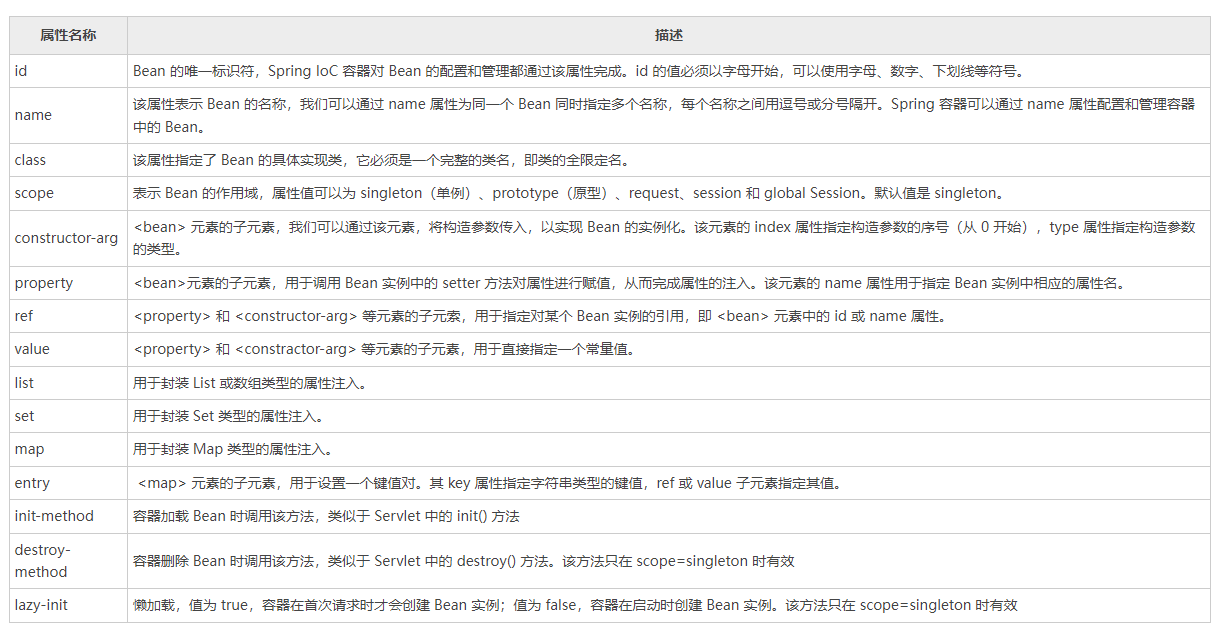 属性名称 描述
id Bean 的唯一标识符，Spring IoC 容器对 Bean 的配置和管理都通过该属性完成。id 的值必须以字母开始，可以使用字母、数字、下划线等符号。
name 该属性表示 Bean 的名称，我们可以通过 name 属性为同一个 Bean 同时指定多个名称，每个名称之间用逗号或分号隔开。Spring 容器可以通过 name 属性配置和管理容器
中的 Bean。
class 该属性指定了 Bean 的具体实现类，它必须是一个完整的类名，即类的全限定名。
scope 表示 Bean 的作用域，属性值可以为 singleton（单例）、prototype（原型）、request、session 和 global Session。默认值是 singleton。
constructor-arg <bean> 元素的子元素，我们可以通过该元素，将构造参数传入，以实现 Bean 的实例化。该元素的 index 属性指定构造参数的序号（从 0 开始），type 属性指定构造参数
的类型。
property <bean>元素的子元素，用于调用 Bean 实例中的 setter 方法对属性进行赋值，从而完成属性的注入。该元素的 name 属性用于指定 Bean 实例中相应的属性名。
ref <property> 和 <constructor-arg> 等元素的子元索，用于指定对某个 Bean 实例的引用，即 <bean> 元素中的 id 或 name 属性。
value <property> 和 <constractor-arg> 等元素的子元素，用于直接指定一个常量值。
list 用于封装 List 或数组类型的属性注入。
set 用于封装 Set 类型的属性注入。
map 用于封装 Map 类型的属性注入。
entry <map> 元素的子元素，用于设置一个键值对。其 key 属性指定字符串类型的键值，ref 或 value 子元素指定其值。
init-method 容器加载 Bean 时调用该方法，类似于 Servlet 中的 init() 方法
destroy-
method 容器删除 Bean 时调用该方法，类似于 Servlet 中的 destroy() 方法。该方法只在 scope=singleton 时有效
lazy-init 懒加载，值为 true，容器在首次请求时才会创建 Bean 实例；值为 false，容器在启动时创建 Bean 实例。该方法只在 scope=singleton 时有效